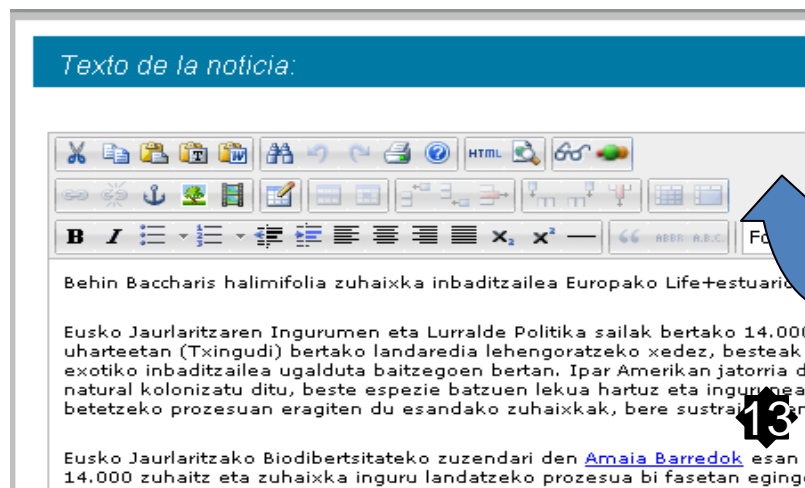 Texto de la noticia:
HTML
B I x₂ x² ABBR A.B.C. Fo
Behin Baccharis halimifolia zuhaixka inbaditzailea Europako Life+estuario
Eusko Jaurlaritzaren Ingurumen eta Lurralde Politika sailak bertako 14.000
uharteetan (Txingudi) bertako landaredia lehengoratzeko xedez, besteak
exotiko inbaditzailea ugalduta baitzegoen bertan. Ipar Amerikan jatorria d
natural kolonizatu ditu, beste espezie batzuen lekua hartuz eta
betetzeko prozesuan eragiten du esandako zuhaixkak, bere
13
Eusko Jaurlaritzako Biodibertsitateko zuzendari den Amaia Barredok esan
14.000 zuhaitz eta zuhaixka inguru landatzeko prozesua bi fasetan